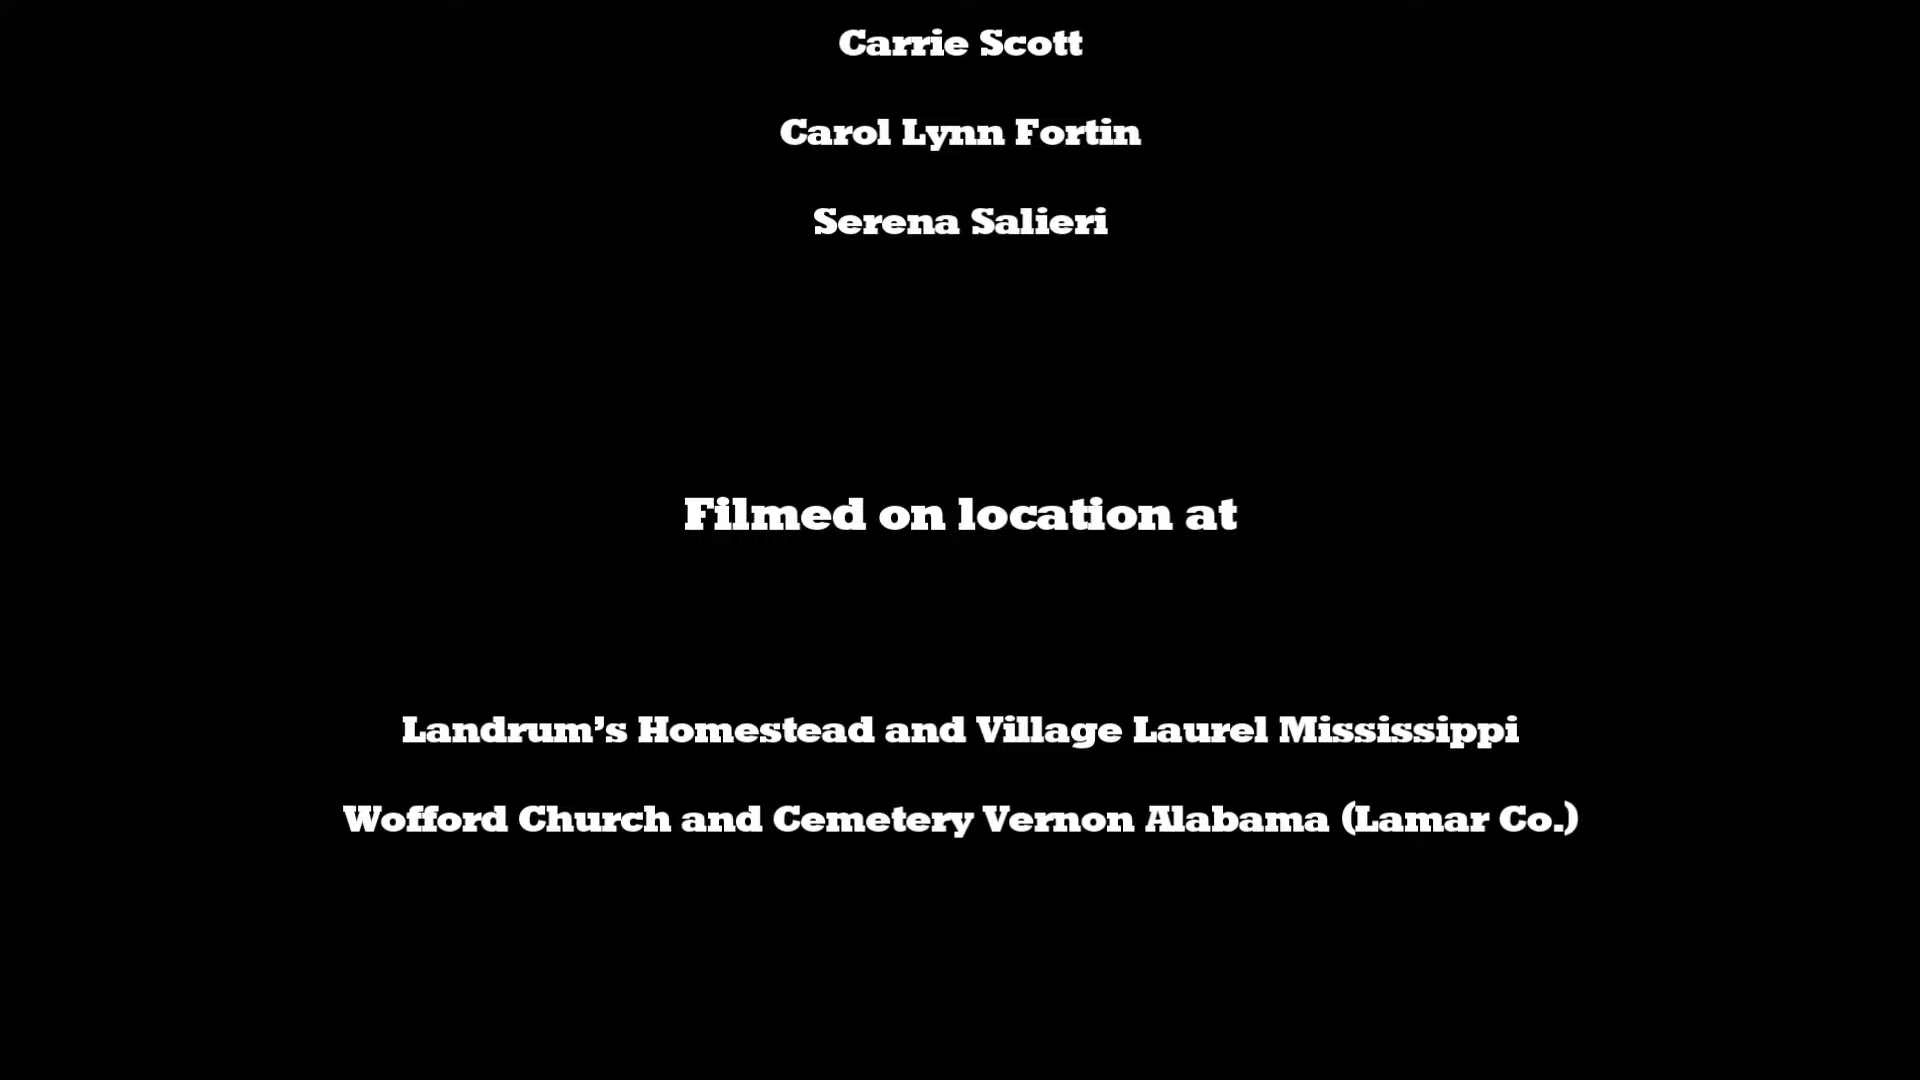 Carrie Scott
Carol Lynn Fortin
Serena Salieri
Filmed on location at
Landrum’s Homestead and Village Laurel Mississippi
Wofford Church and Cemetery Vernon Alabama (Lamar Co.)